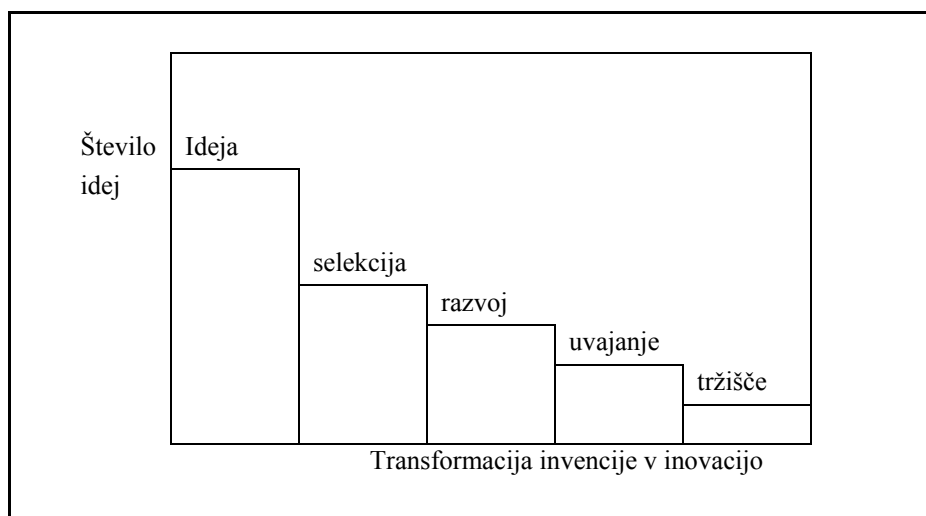 Število
idej
Ideja
selekcija
razvoj
uvajanje
tržišče
Transformacija invencije v inovacijo